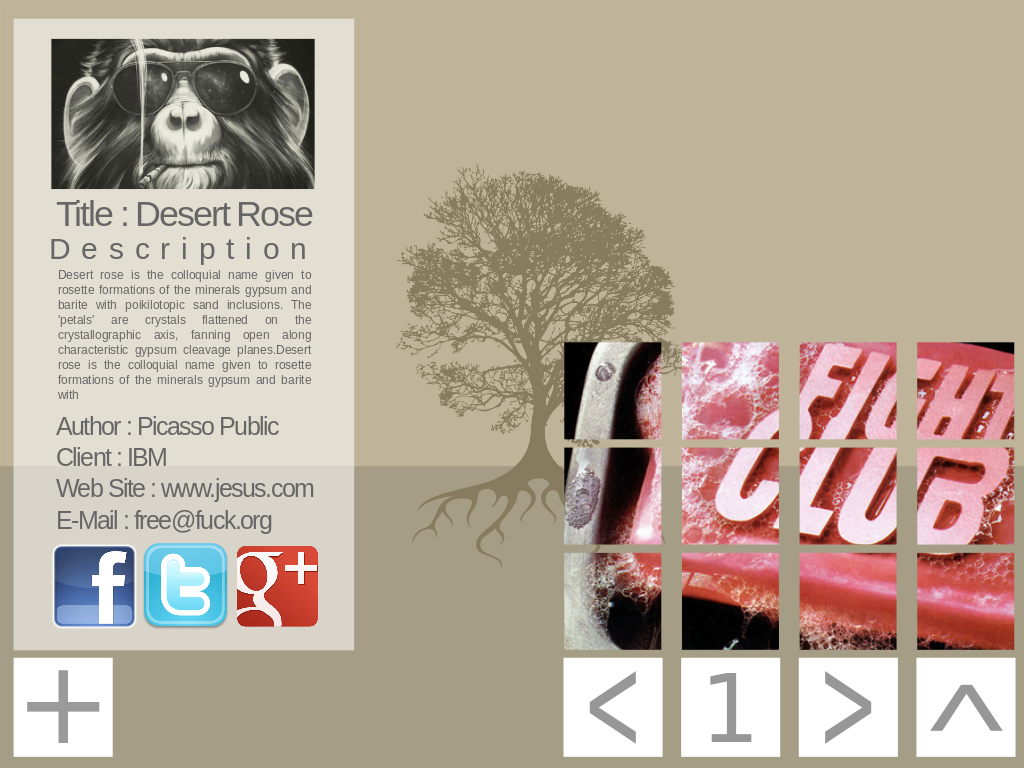 Title : Desert Rose
Description
Desert rose is the colloquial name given to
rosette formations of the minerals gypsum and
barite with poikilotopic sand inclusions. The
'petals' are crystals flattened on the
crystallographic axis, fanning open along
characteristic gypsum cleavage planes.Desert
rose is the colloquial name given to rosette
formations of the minerals gypsum and barite
with
Author : Picasso Public
Client : IBM
Web Site : www.jesus.com
E-Mail : free@fuck.org
f t g+
FIGHT
CLUB
+ < 1 > ^